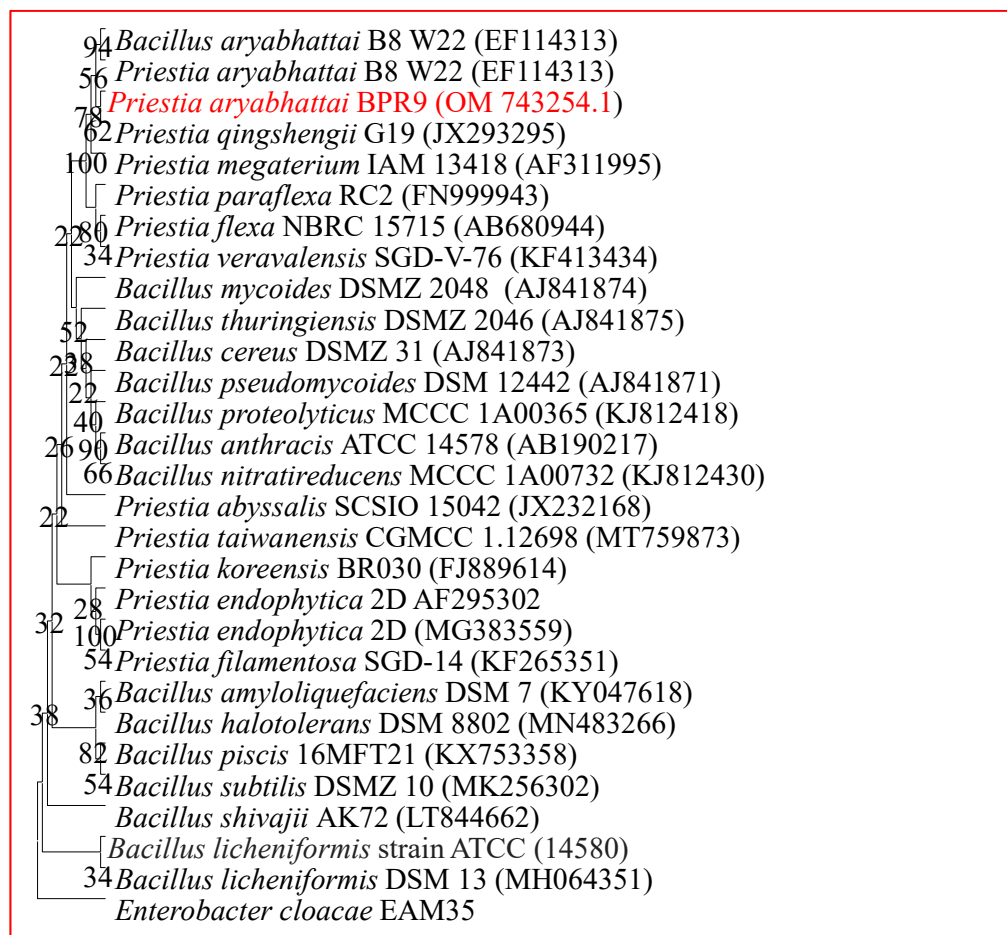 94 Bacillus aryabhattai B8 W22 (EF114313)
Priestia aryabhattai B8 W22 (EF114313)
56
Priestia aryabhattai BPR9 (OM 743254.1)
78
62 Priestia qingshengii G19 (JX293295)
100 Priestia megaterium IAM 13418 (AF311995)
Priestia paraflexa RC2 (FN999943)
22 80 Priestia flexa NBRC 15715 (AB680944)
34 Priestia veravalensis SGD-V-76 (KF413434)
Bacillus mycoides DSMZ 2048 (AJ841874)
Bacillus thuringiensis DSMZ 2046 (AJ841875)
52
Bacillus cereus DSMZ 31 (AJ841873)
Bacillus pseudomycoides DSM 12442 (AJ841871)
22
Bacillus proteolyticus MCCC 1A00365 (KJ812418)
40
26 90 Bacillus anthracis ATCC 14578 (AB190217)
66 Bacillus nitratireducens MCCC 1A00732 (KJ812430)
Priestia abyssalis SCSIO 15042 (JX232168)
22
Priestia taiwanensis CGMCC 1.12698 (MT759873)
Priestia koreensis BR030 (FJ889614)
Priestia endophytica 2D AF295302
28
32 100 Priestia endophytica 2D (MG383559)
54 Priestia filamentosa SGD-14 (KF265351)
36 Bacillus amyloliquefaciens DSM 7 (KY047618)
38 Bacillus halotolerans DSM 8802 (MN483266)
82 Bacillus piscis 16MFT21 (KX753358)
54 Bacillus subtilis DSMZ 10 (MK256302)
Bacillus shivajii AK72 (LT844662)
Bacillus licheniformis strain ATCC (14580)
34 Bacillus licheniformis DSM 13 (MH064351)
Enterobacter cloacae EAM35